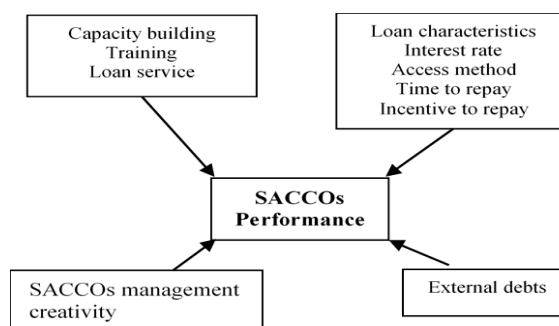 Capacity building
Training
Loan service
Loan characteristics
Interest rate
Access method
Time to repay
Incentive to repay
SACCOs
Performance
SACCOs management
creativity
External debts